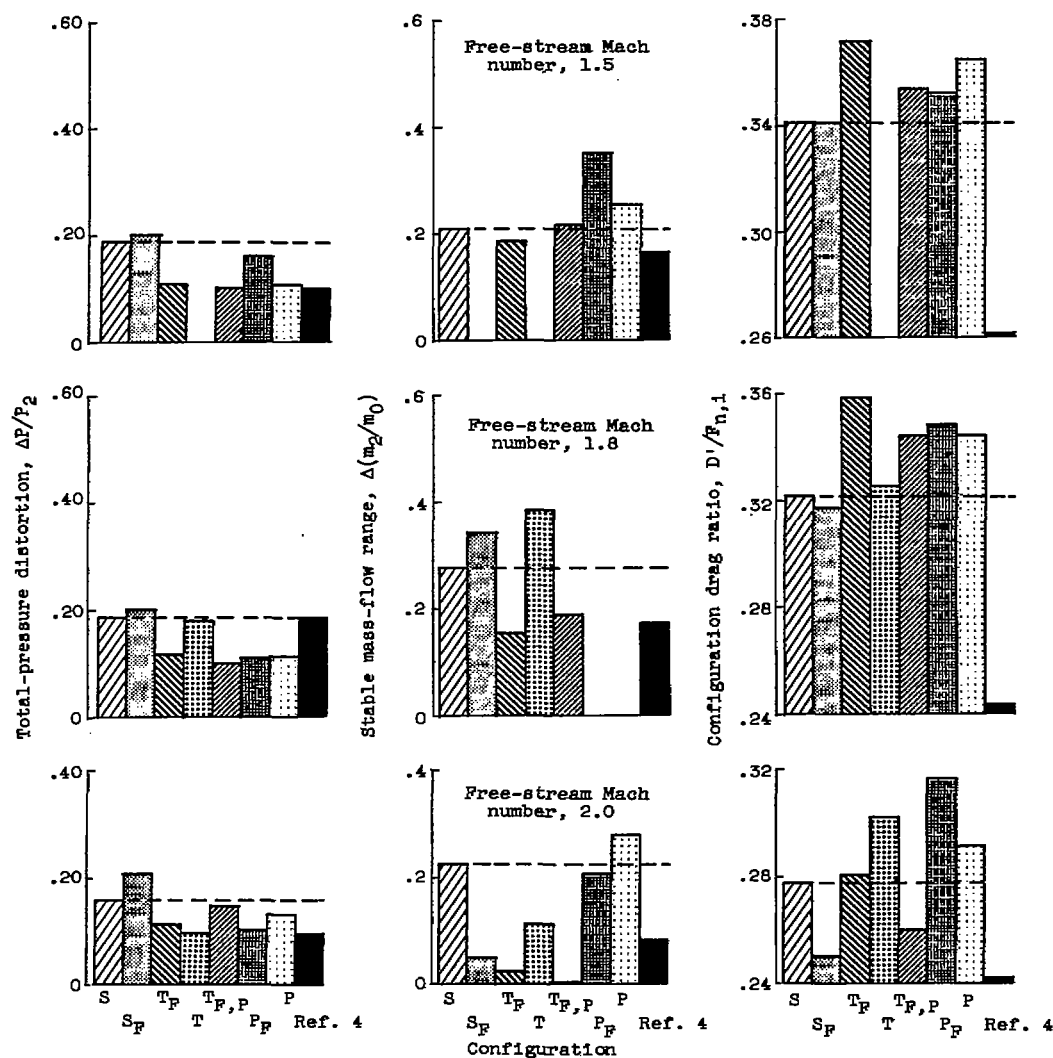 .60
.40
.20
0
.6
.4
.2
0
Free-stream Mach
number, 1.5
.38
.34
.30
.26
Total-pressure distortion, ΔP/P2
.60
.40
.20
0
Stable mass-flow range, Δ(m2/m0)
.6
.4
.2
0
Free-stream Mach
number, 1.8
Configuration drag ratio, D'/Fn,i
.36
.32
.28
.24
.40
.20
0
S TF TF,P P
SF T PF Ref. 4
.4
.2
0
Free-stream Mach
number, 2.0
S TF TF,P P
SF T PF Ref. 4
Configuration
.32
.28
.24
S TF TF,P P
SF T PF Ref. 4